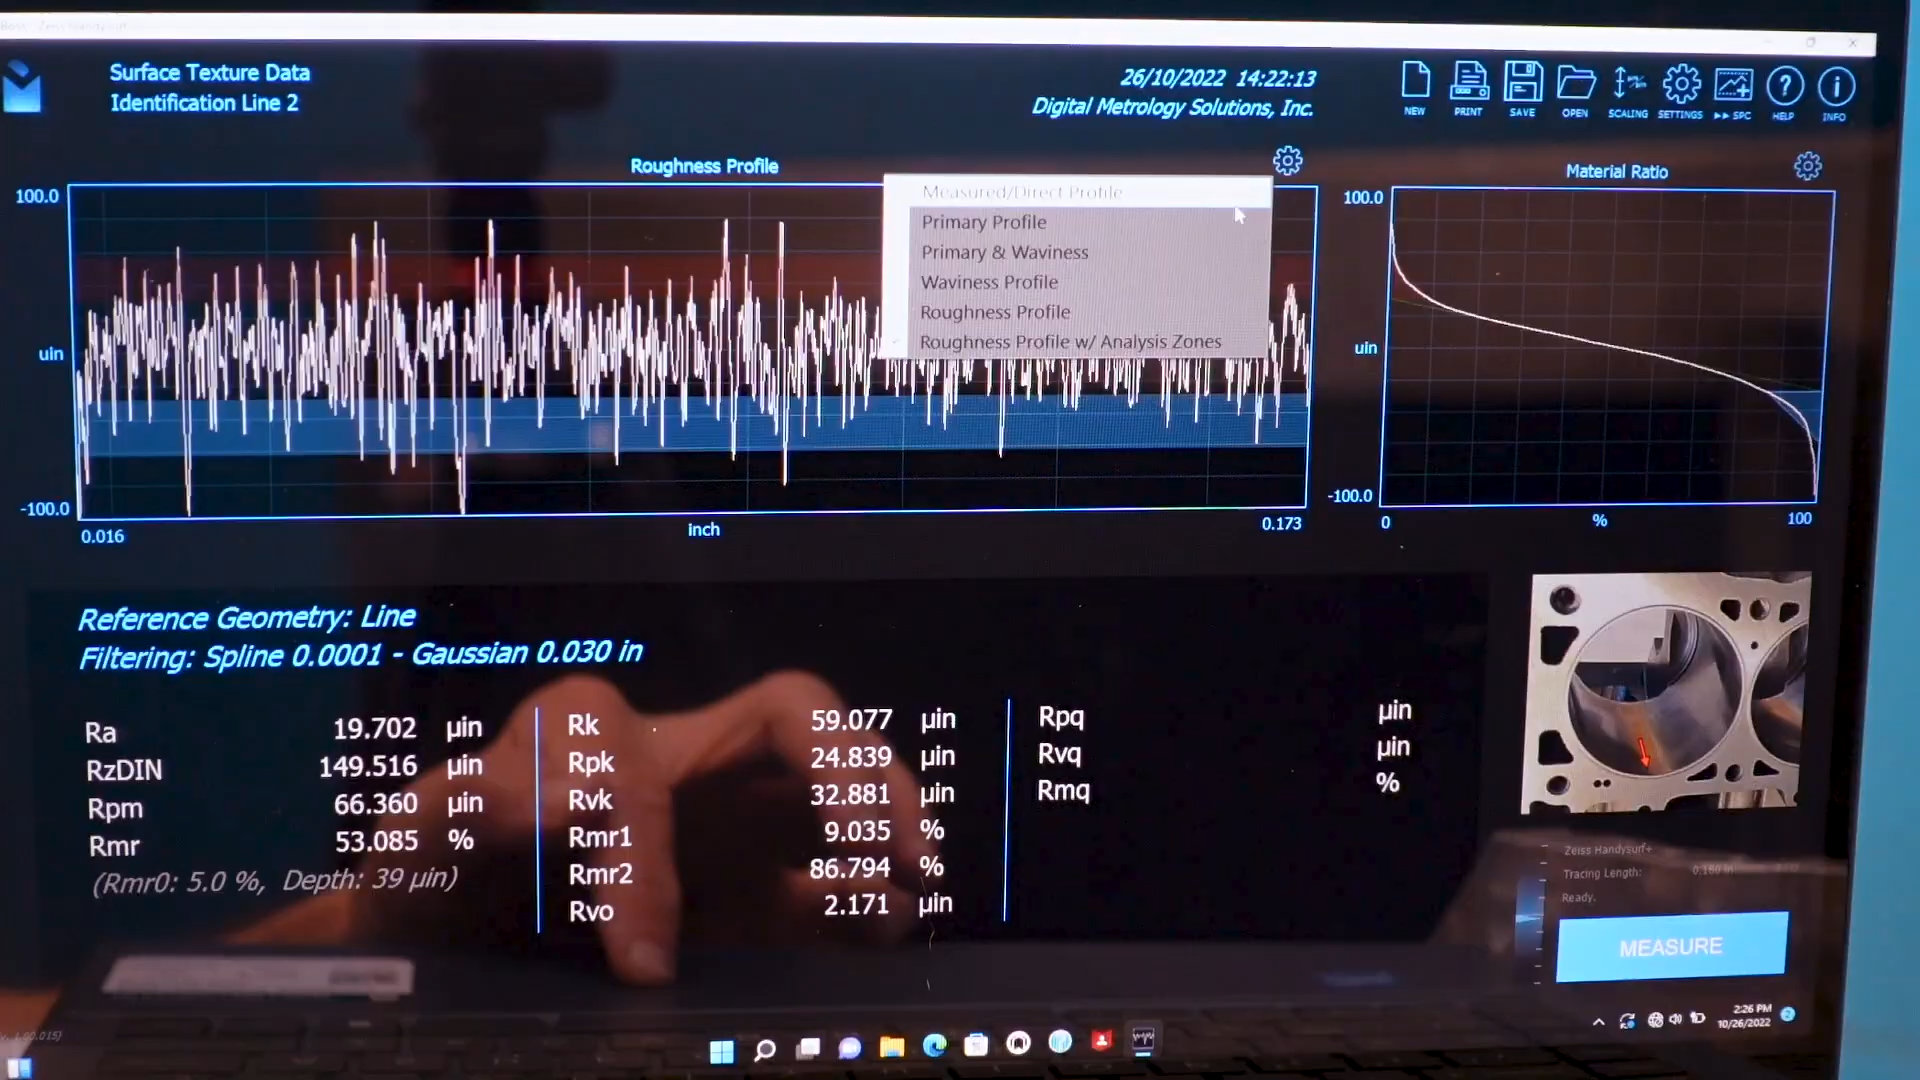 Surface Texture Data
Identification Line 2
26/10/2022 14:22:13
Digital Metrology Solutions, Inc.
NEW
PRINT
SAVE
OPEN
SCALING
SETTINGS
▶▶ SPC
HELP
INFO
Roughness Profile
100.0
uin
-100.0
0.016
inch
0.173
Measured/Direct Profile
Primary Profile
Primary & Waviness
Waviness Profile
Roughness Profile
Roughness Profile w/ Analysis Zones
Material Ratio
100.0
uin
-100.0
0
%
100
Reference Geometry: Line
Filtering: Spline 0.0001 - Gaussian 0.030 in
Ra 19.702 µin
RzDIN 149.516 µin
Rpm 66.360 µin
Rmr 53.085 %
(Rmr0: 5.0 %, Depth: 39 µin)
Rk 59.077 µin
Rpk 24.839 µin
Rvk 32.881 µin
Rmr1 9.035 %
Rmr2 86.794 %
Rvo 2.171 µin
Rpq µin
Rvq µin
Rmq %
Zeiss Handysurf+
Tracing Length: 0.160 in
Ready.
MEASURE
2:26 PM
10/26/2022